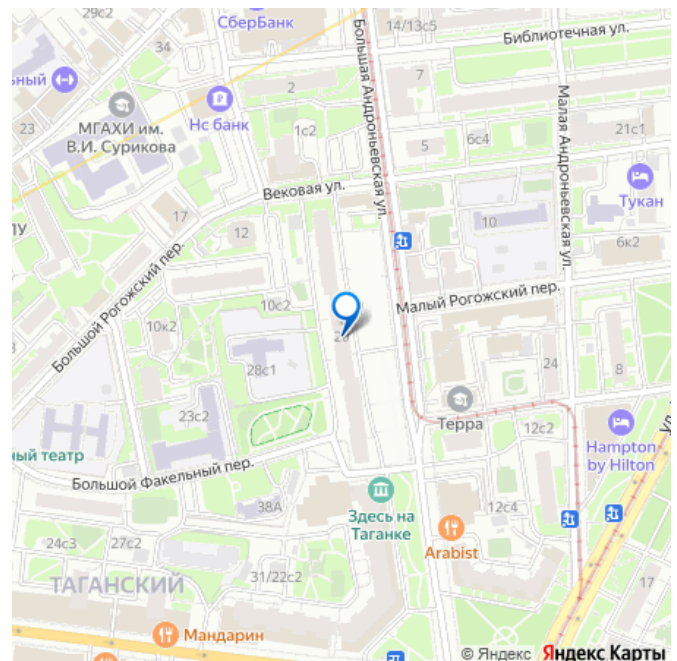 29с2
СберБанк
14/13с5
Библиотечная ул.
34
льный
2
7
Большая Андроньевская ул.
23
МГАХИ им.
В.И. Сурикова
Нс банк
1с2
5
6с4
21с1
Малая Андроньевская ул.
Вековая ул.
Тукан
17
12
10
6к2
ЛУ
Большой Рогожский пер.
10с2
Малый Рогожский пер.
10к2
28с1
24
8
23с2
Терра
12с2
ный театр
Большой Факельный пер.
Hampton
by Hilton
38А
Здесь на
Таганке
12с4
Arabist
24с3
27с2
31/22с2
ТАГАНСКИЙ
17
Мандарин
© Яндекс Яндекс Карты